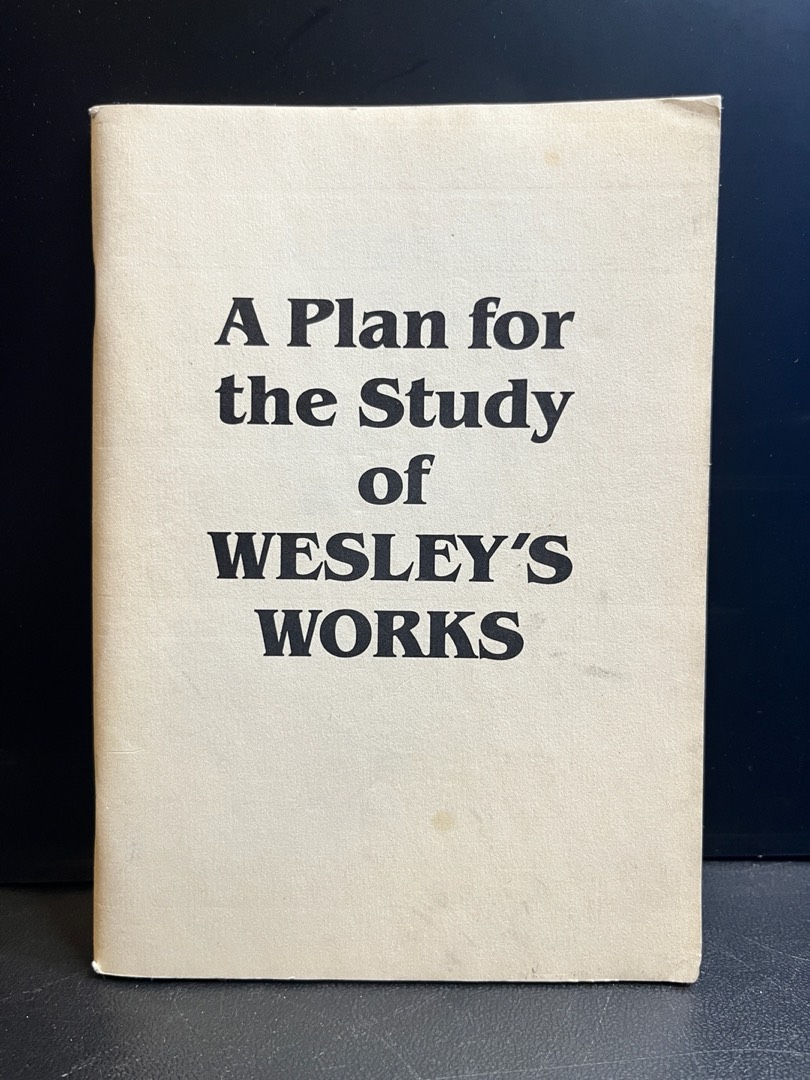 A Plan for
the Study
of
WESLEY'S
WORKS